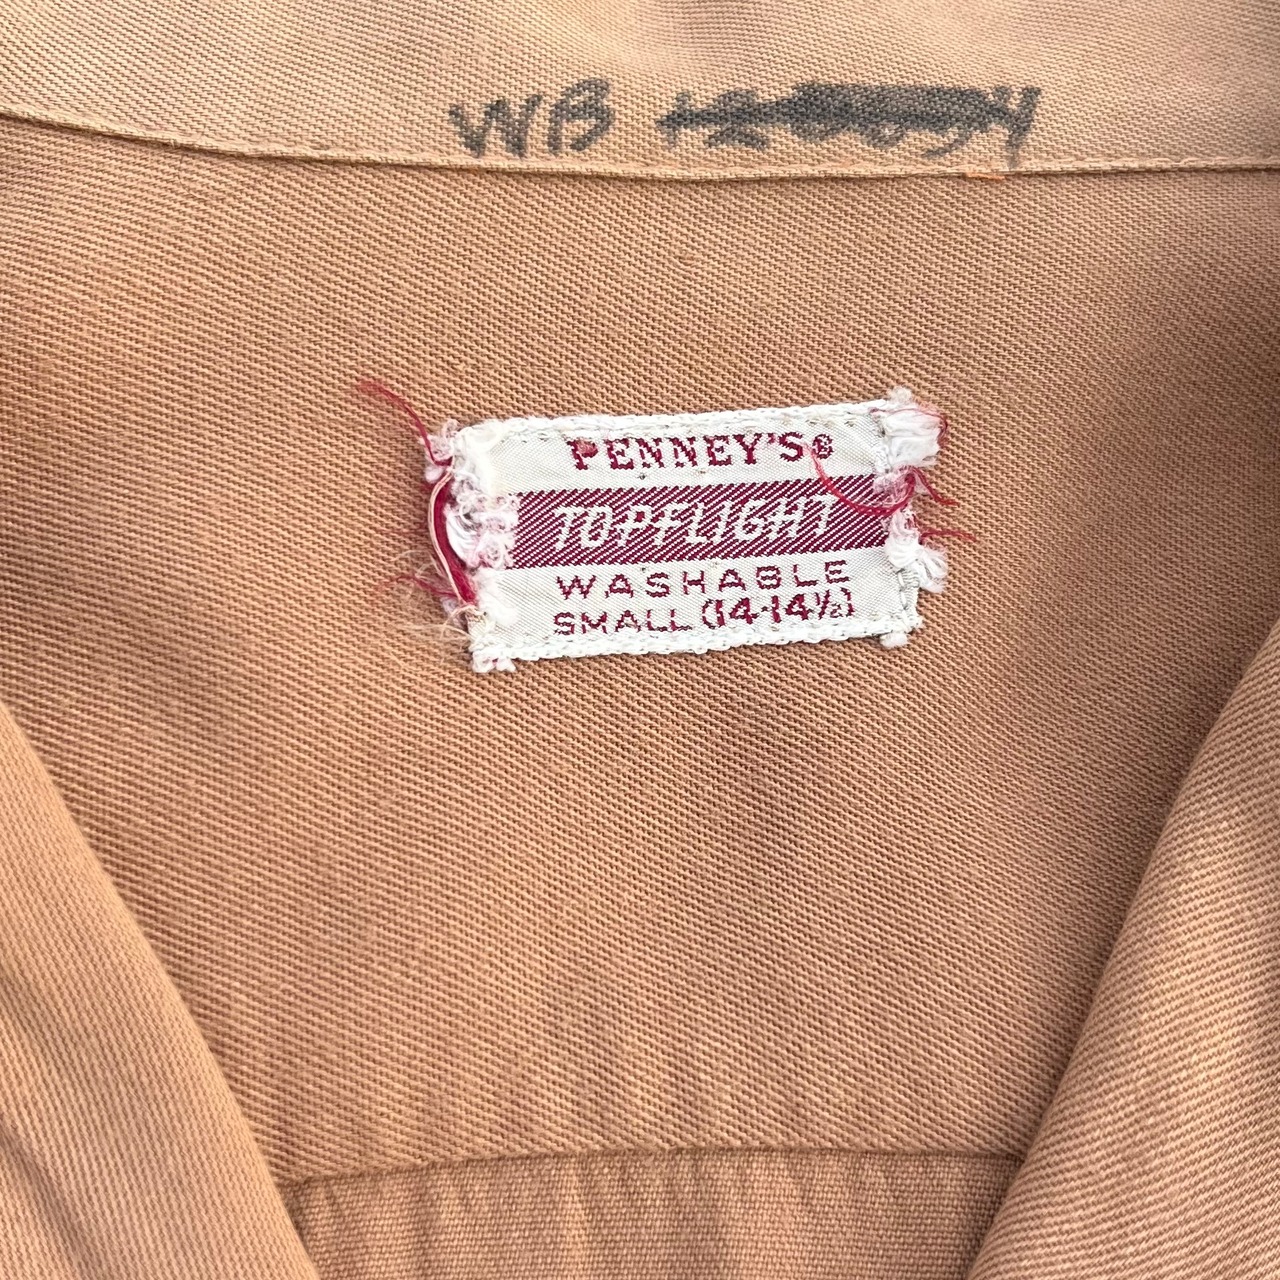 WB
PENNEY'S®
TOPFLIGHT
WASHABLE
SMALL (14-14½)